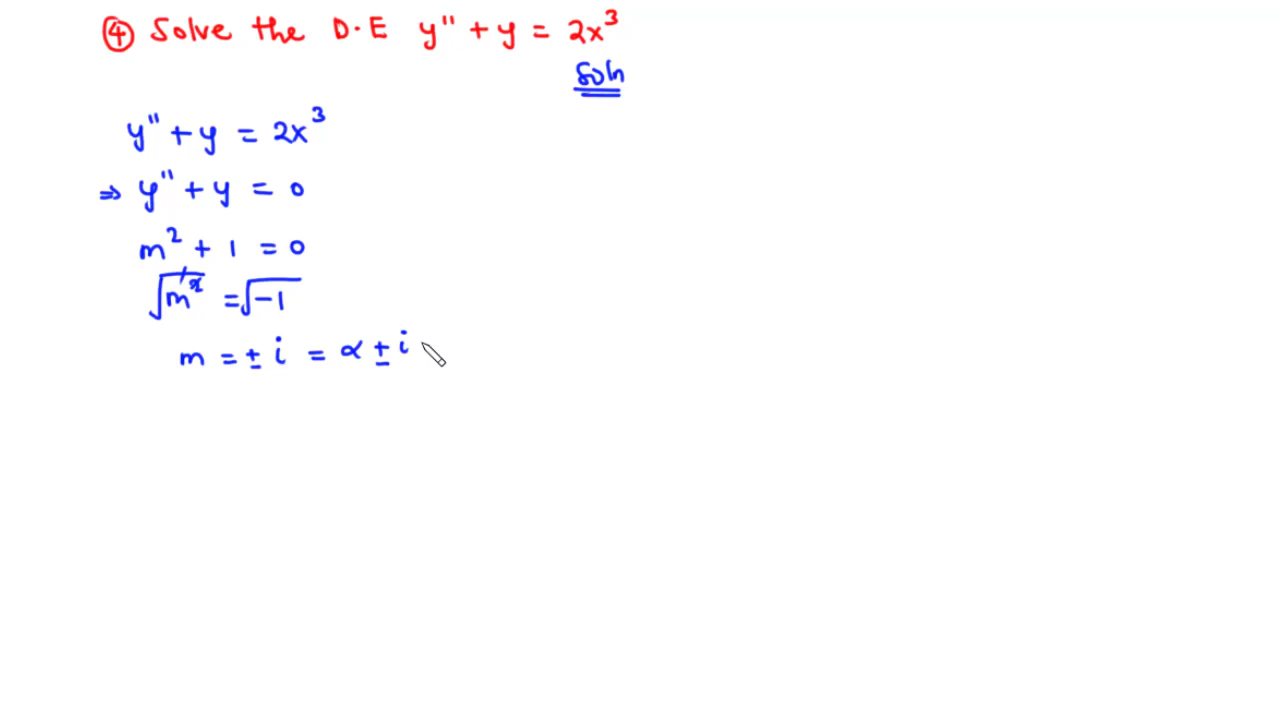 ④ Solve the D.E y'' + y = 2x³
Soln
y'' + y = 2x³
⇒ y'' + y = 0
m² + 1 = 0
√m² = √-1
m = ± i = α ± i